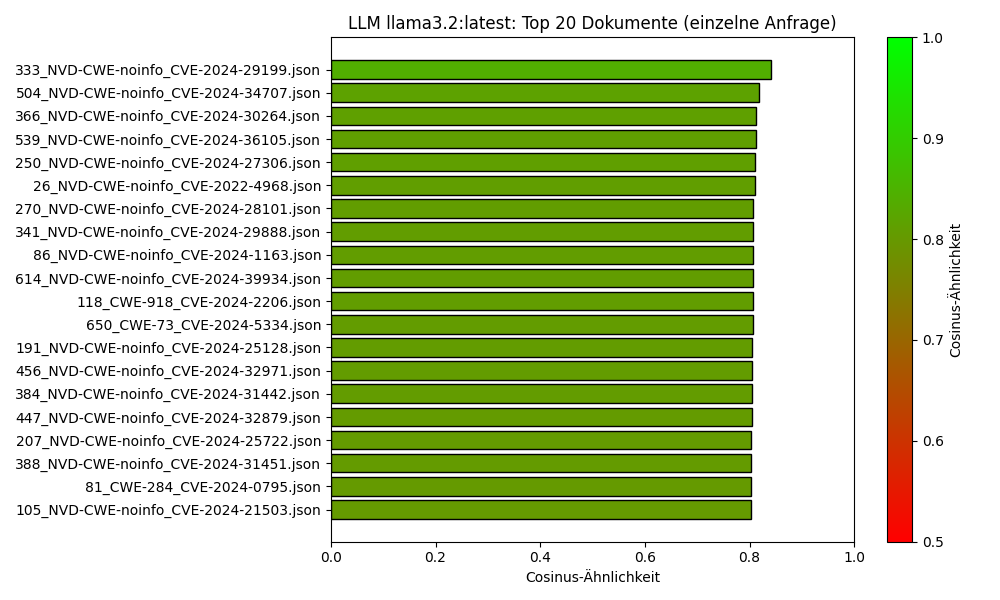 LLM llama3.2:latest: Top 20 Dokumente (einzelne Anfrage)
333_NVD-CWE-noinfo_CVE-2024-29199.json
504_NVD-CWE-noinfo_CVE-2024-34707.json
366_NVD-CWE-noinfo_CVE-2024-30264.json
539_NVD-CWE-noinfo_CVE-2024-36105.json
250_NVD-CWE-noinfo_CVE-2024-27306.json
26_NVD-CWE-noinfo_CVE-2022-4968.json
270_NVD-CWE-noinfo_CVE-2024-28101.json
341_NVD-CWE-noinfo_CVE-2024-29888.json
86_NVD-CWE-noinfo_CVE-2024-1163.json
614_NVD-CWE-noinfo_CVE-2024-39934.json
118_CWE-918_CVE-2024-2206.json
650_CWE-73_CVE-2024-5334.json
191_NVD-CWE-noinfo_CVE-2024-25128.json
456_NVD-CWE-noinfo_CVE-2024-32971.json
384_NVD-CWE-noinfo_CVE-2024-31442.json
447_NVD-CWE-noinfo_CVE-2024-32879.json
207_NVD-CWE-noinfo_CVE-2024-25722.json
388_NVD-CWE-noinfo_CVE-2024-31451.json
81_CWE-284_CVE-2024-0795.json
105_NVD-CWE-noinfo_CVE-2024-21503.json
0.0 0.2 0.4 0.6 0.8 1.0
Cosinus-Ähnlichkeit
1.0
0.9
0.8
0.7
0.6
0.5
Cosinus-Ähnlichkeit